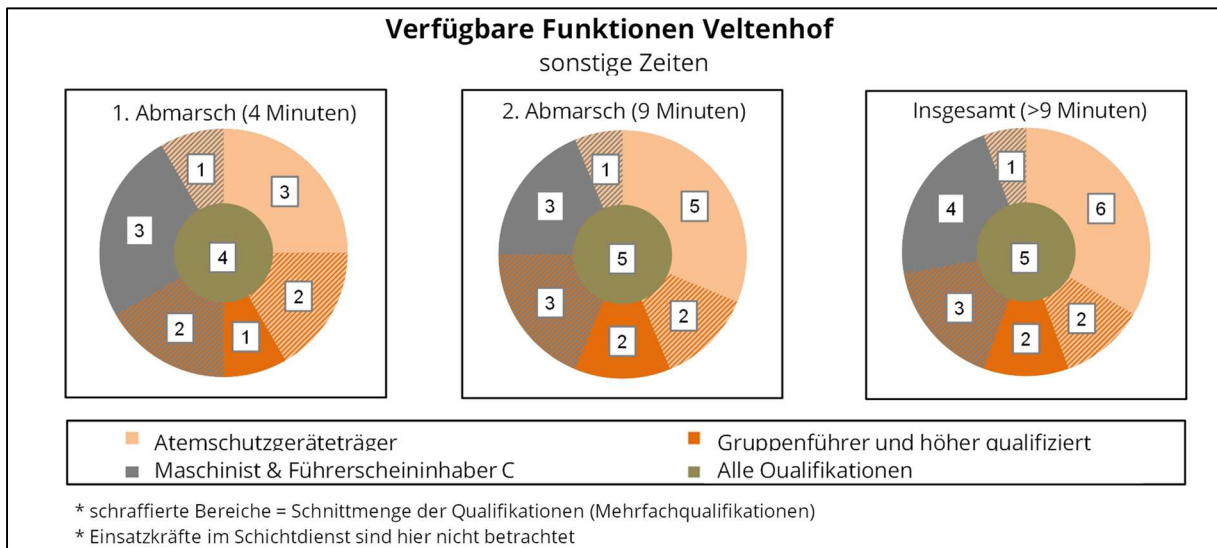 Verfügbare Funktionen Veltenhof
sonstige Zeiten
1. Abmarsch (4 Minuten)
1
3
3
4
2
2
1
2. Abmarsch (9 Minuten)
1
3
5
5
3
2
2
Insgesamt (>9 Minuten)
1
4
6
5
3
2
2
Atemschutzgeräteträger
Gruppenführer und höher qualifiziert
Maschinist & Führerscheininhaber C
Alle Qualifikationen
* schraffierte Bereiche = Schnittmenge der Qualifikationen (Mehrfachqualifikationen)
* Einsatzkräfte im Schichtdienst sind hier nicht betrachtet